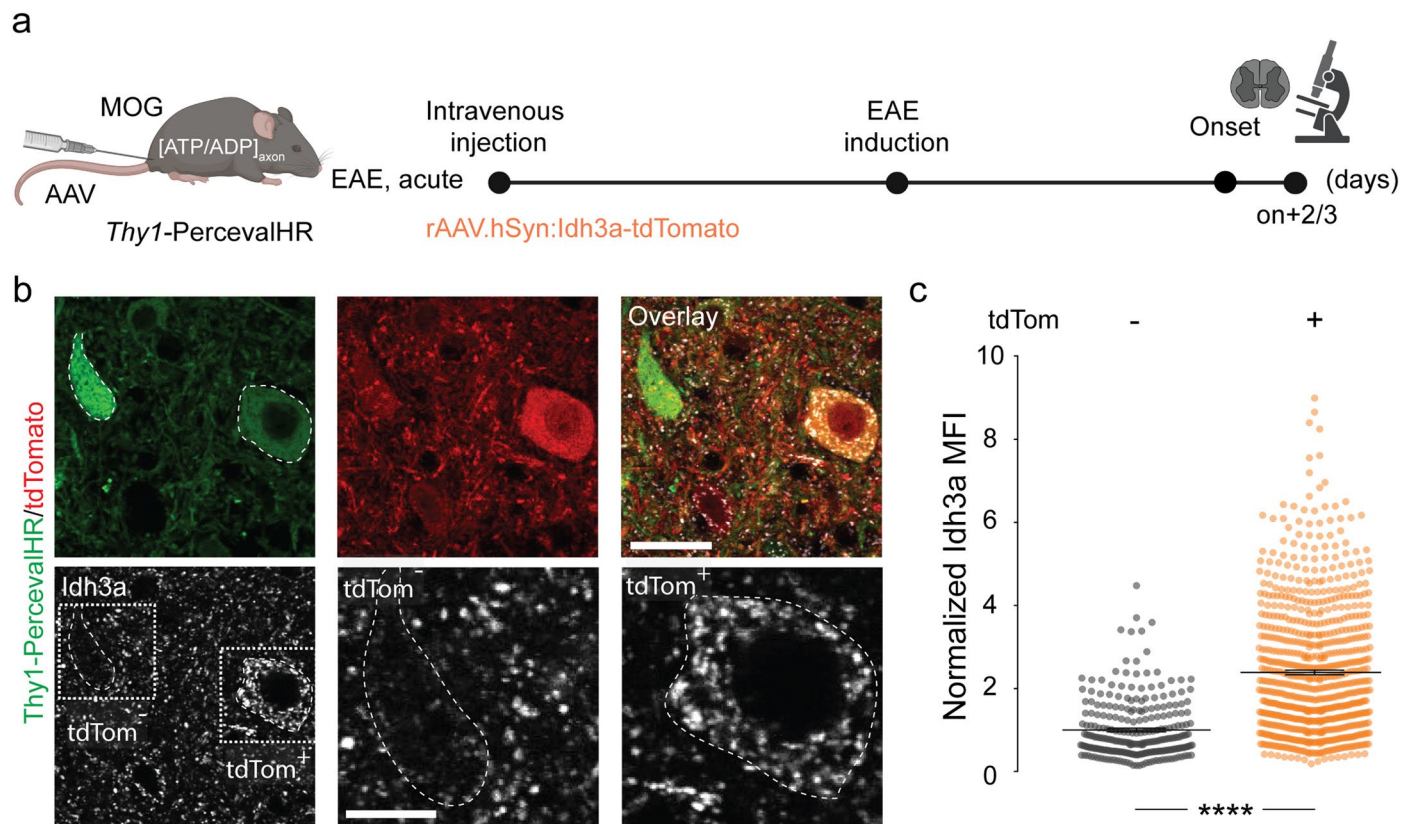 a
MOG
[ATP/ADP]axon
AAV
Thy1-PercevalHR
EAE, acute
Intravenous
injection
rAAV.hSyn:Idh3a-tdTomato
EAE
induction
Onset
(days)
on+2/3
b
Thy1-PercevalHR/tdTomato
Overlay
Idh3a
tdTom-
tdTom+
tdTom-
tdTom+
c
tdTom - +
Normalized Idh3a MFI
10
8
6
4
2
0
****